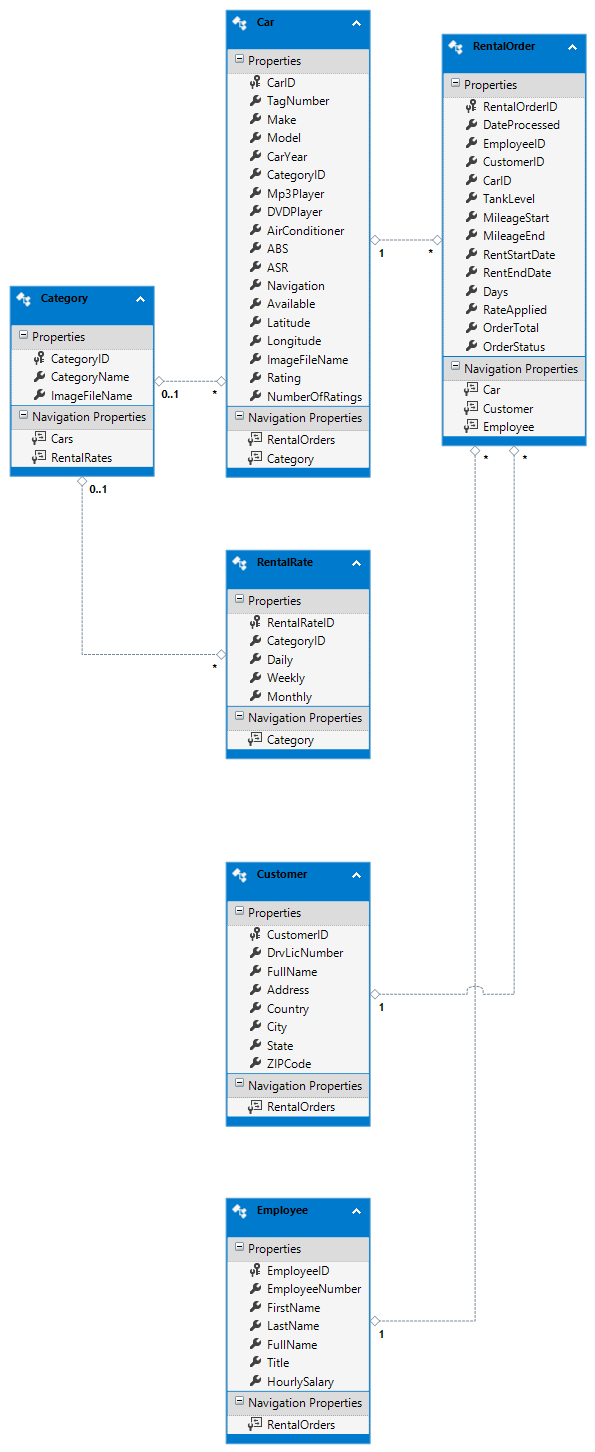 Car
Properties
CarID
TagNumber
Make
Model
CarYear
CategoryID
Mp3Player
DVDPlayer
AirConditioner
ABS
ASR
Navigation
Available
Latitude
Longitude
ImageFileName
Rating
NumberOfRatings
Navigation Properties
RentalOrders
Category
1
*
RentalOrder
Properties
RentalOrderID
DateProcessed
EmployeeID
CustomerID
CarID
TankLevel
MileageStart
MileageEnd
RentStartDate
RentEndDate
Days
RateApplied
OrderTotal
OrderStatus
Navigation Properties
Car
Customer
Employee
*
*
Category
Properties
CategoryID
CategoryName
ImageFileName
Navigation Properties
Cars
RentalRates
0..1
*
0..1
*
RentalRate
Properties
RentalRateID
CategoryID
Daily
Weekly
Monthly
Navigation Properties
Category
Customer
Properties
CustomerID
DrvLicNumber
FullName
Address
Country
City
State
ZIPCode
Navigation Properties
RentalOrders
1
Employee
Properties
EmployeeID
EmployeeNumber
FirstName
LastName
FullName
Title
HourlySalary
Navigation Properties
RentalOrders
1